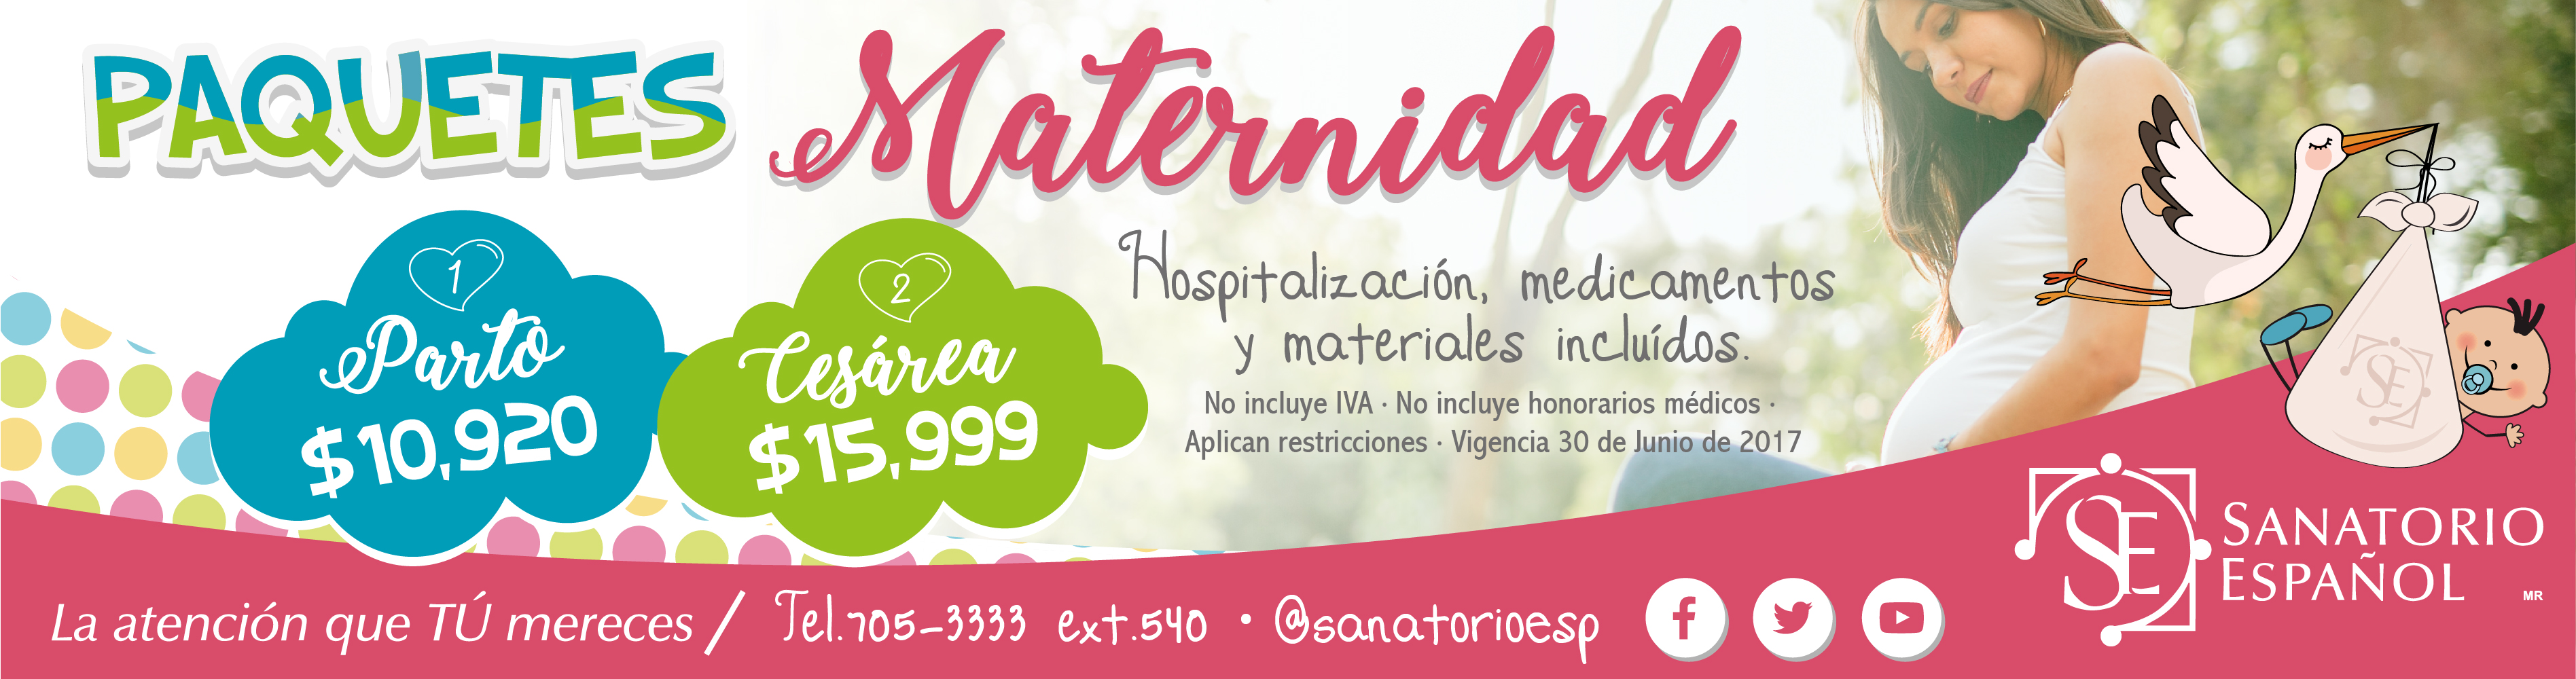 PAQUETES
Maternidad
1
Parto
$10,920
2
Cesárea
$15,999
Hospitalización, medicamentos
y materiales incluídos.
No incluye IVA · No incluye honorarios médicos ·
Aplican restricciones · Vigencia 30 de Junio de 2017
SE
SE
SANATORIO
ESPAÑOL
MR
La atención que TÚ mereces / Tel.705-3333 ext.540 · @sanatorioesp